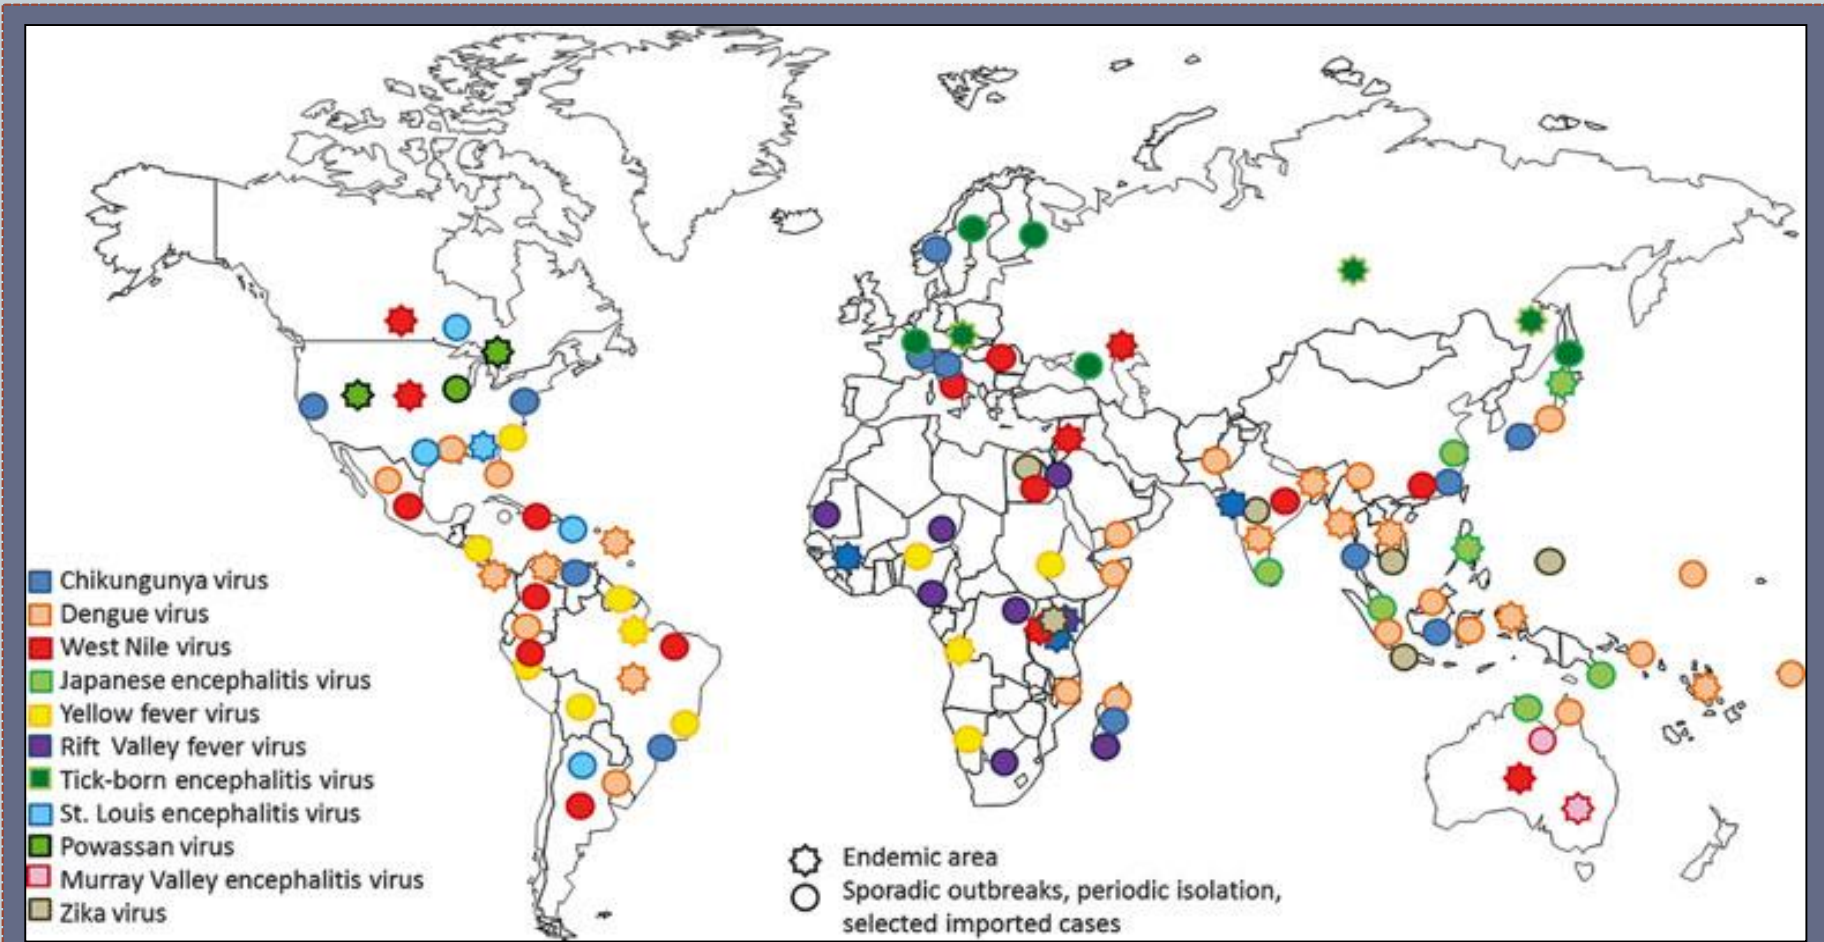 Chikungunya virus
Dengue virus
West Nile virus
Japanese encephalitis virus
Yellow fever virus
Rift Valley fever virus
Tick-born encephalitis virus
St. Louis encephalitis virus
Powassan virus
Murray Valley encephalitis virus
Zika virus
Endemic area
Sporadic outbreaks, periodic isolation,
selected imported cases